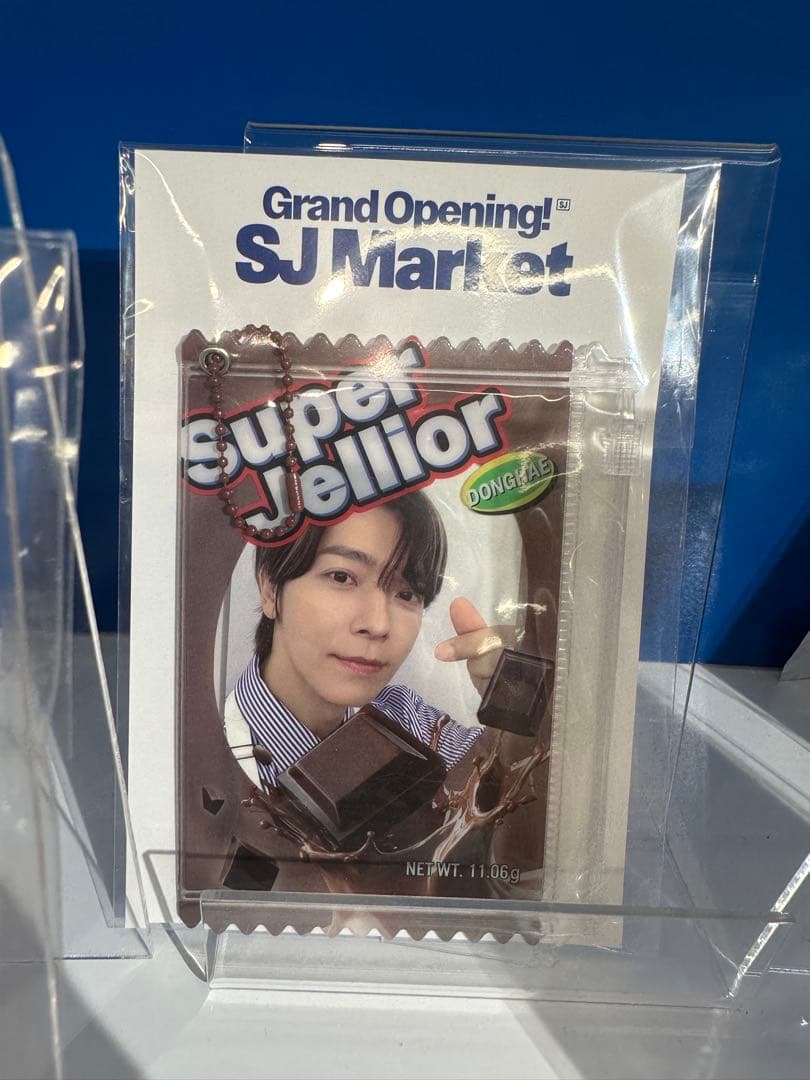 Grand Opening! SJ
SJ Market
Super
Jellior
DONGHAE
NET WT. 11.06g